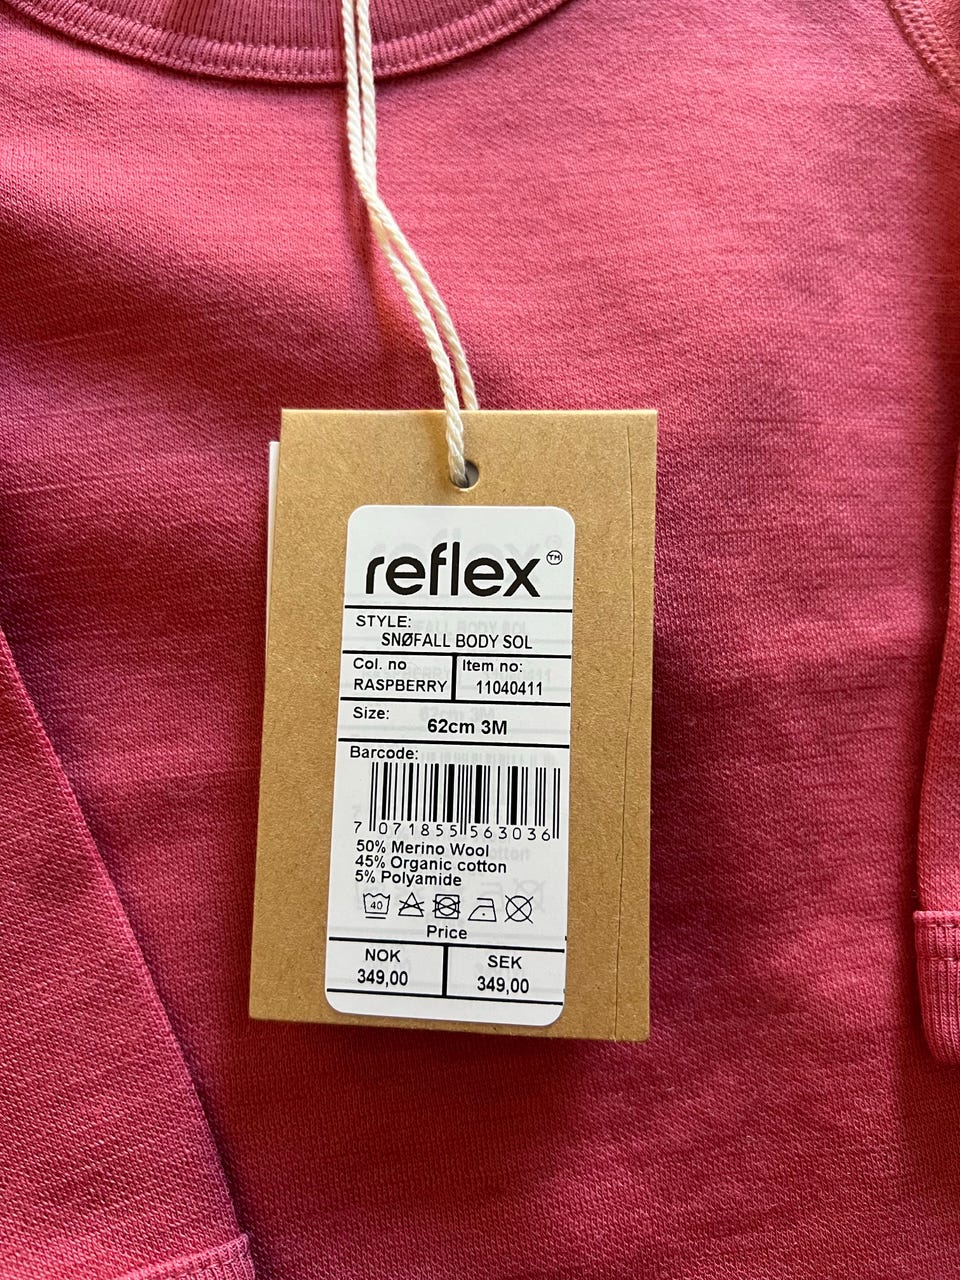 reflex™
STYLE:
SNØFALL BODY SOL
Col. no
RASPBERRY
Item no:
11040411
Size:
62cm 3M
Barcode:
7 071855 563036
50% Merino Wool
45% Organic cotton
5% Polyamide
40
Price
NOK
349,00
SEK
349,00